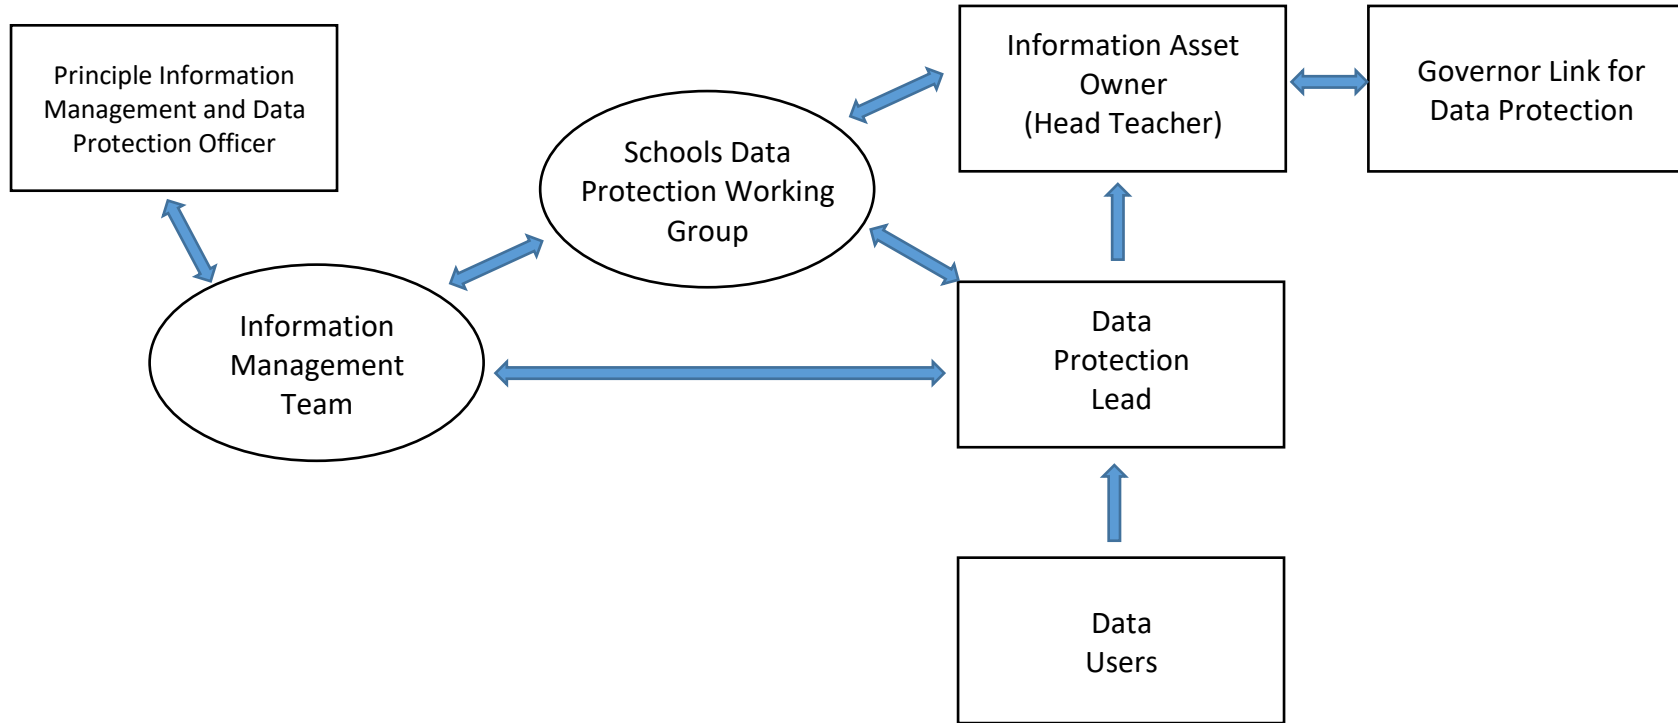 Principle Information
Management and Data
Protection Officer
Schools Data
Protection Working
Group
Information Asset
Owner
(Head Teacher)
Governor Link for
Data Protection
Information
Management
Team
Data
Protection
Lead
Data
Users